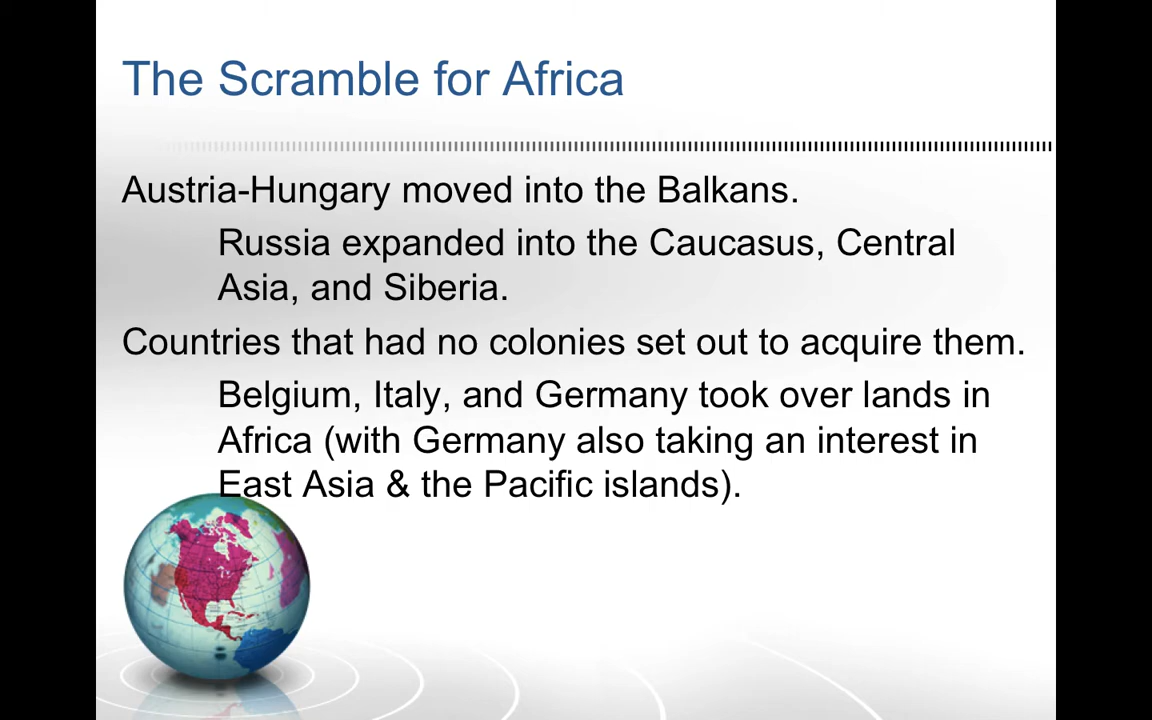 The Scramble for Africa
Austria-Hungary moved into the Balkans.
Russia expanded into the Caucasus, Central
Asia, and Siberia.
Countries that had no colonies set out to acquire them.
Belgium, Italy, and Germany took over lands in
Africa (with Germany also taking an interest in
East Asia & the Pacific islands).